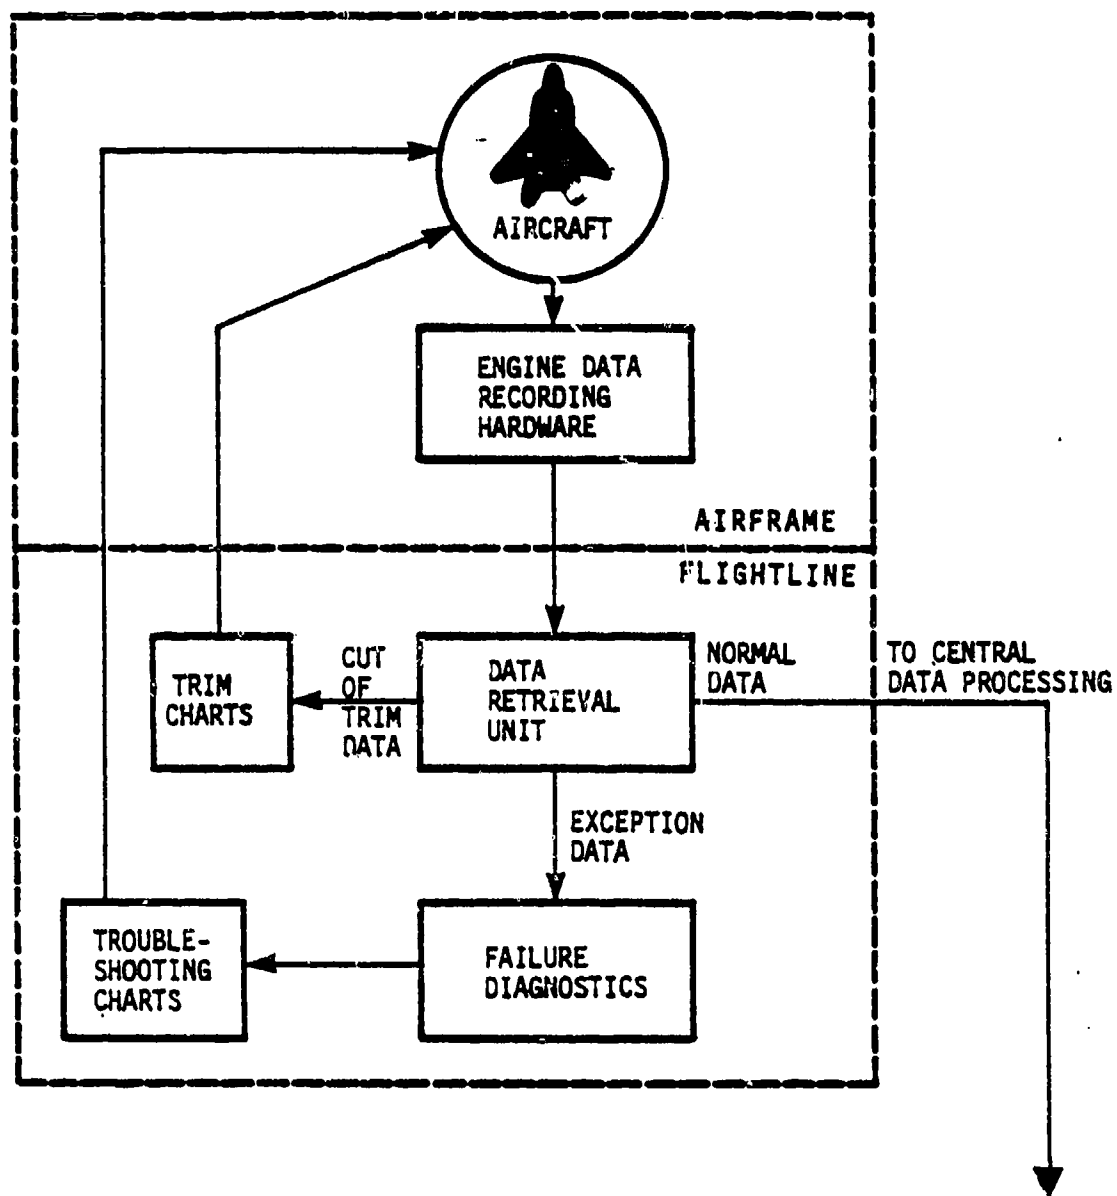 AIRCRAFT
ENGINE DATA
RECORDING
HARDWARE
AIRFRAME
FLIGHTLINE
TRIM
CHARTS
CUT
OF
TRIM
DATA
DATA
RETRIEVAL
UNIT
NORMAL
DATA
TO CENTRAL
DATA PROCESSING
EXCEPTION
DATA
TROUBLE-
SHOOTING
CHARTS
FAILURE
DIAGNOSTICS